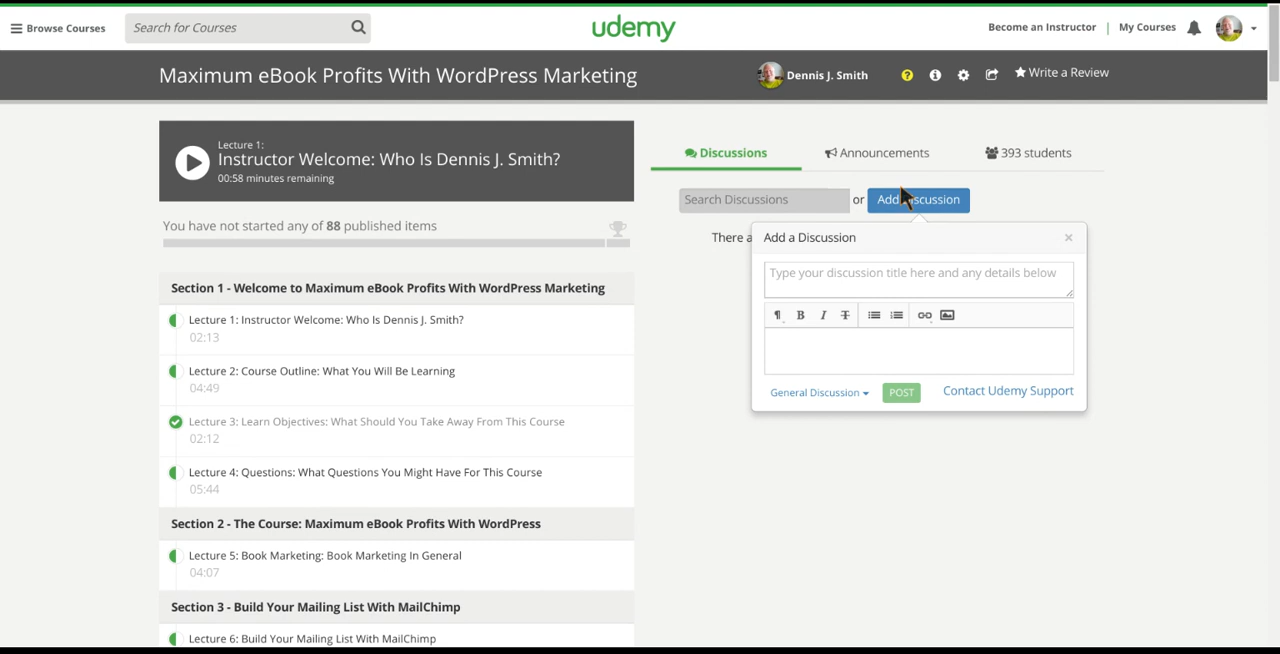 Browse Courses
Search for Courses
udemy
Become an Instructor | My Courses
Maximum eBook Profits With WordPress Marketing
Dennis J. Smith
Write a Review
Lecture 1:
Instructor Welcome: Who Is Dennis J. Smith?
00:58 minutes remaining
You have not started any of 88 published items
Section 1 - Welcome to Maximum eBook Profits With WordPress Marketing
Lecture 1: Instructor Welcome: Who Is Dennis J. Smith?
02:13
Lecture 2: Course Outline: What You Will Be Learning
04:49
Lecture 3: Learn Objectives: What Should You Take Away From This Course
02:12
Lecture 4: Questions: What Questions You Might Have For This Course
05:44
Section 2 - The Course: Maximum eBook Profits With WordPress
Lecture 5: Book Marketing: Book Marketing In General
04:07
Section 3 - Build Your Mailing List With MailChimp
Lecture 6: Build Your Mailing List With MailChimp
Discussions
Announcements
393 students
Search Discussions or Add Discussion
There a
Add a Discussion ×
Type your discussion title here and any details below
General Discussion
POST
Contact Udemy Support